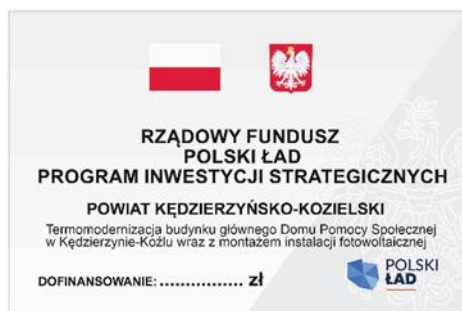 RZĄDOWY FUNDUSZ
POLSKI ŁAD
PROGRAM INWESTYCJI STRATEGICZNYCH
POWIAT KĘDZIERZYŃSKO-KOZIELSKI
Termomodernizacja budynku głównego Domu Pomocy Społecznej
w Kędzierzynie-Koźlu wraz z montażem instalacji fotowoltaicznej
DOFINANSOWANIE: ................ zł
POLSKI
ŁAD